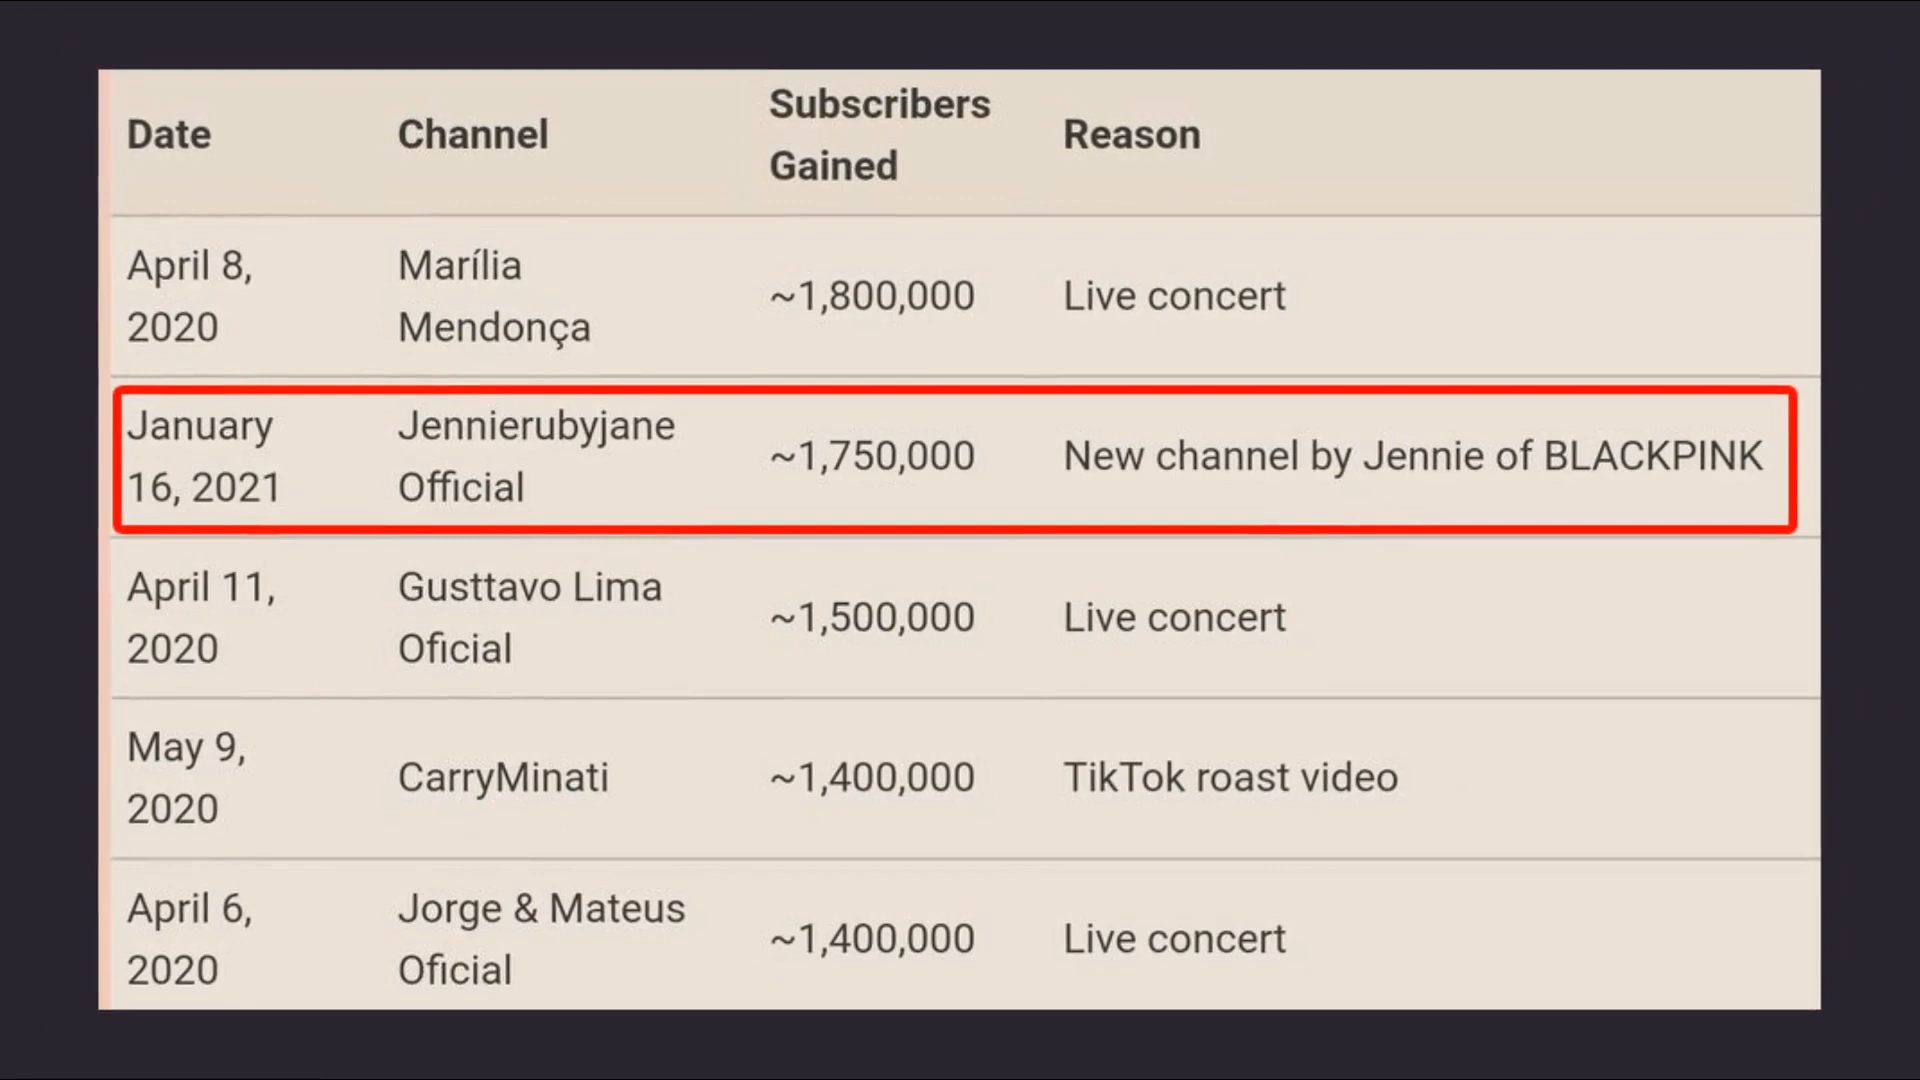 Date Channel Subscribers Gained Reason
April 8, 2020 Marília Mendonça ~1,800,000 Live concert
January 16, 2021 Jennierubyjane Official ~1,750,000 New channel by Jennie of BLACKPINK
April 11, 2020 Gusttavo Lima Oficial ~1,500,000 Live concert
May 9, 2020 CarryMinati ~1,400,000 TikTok roast video
April 6, 2020 Jorge & Mateus Oficial ~1,400,000 Live concert